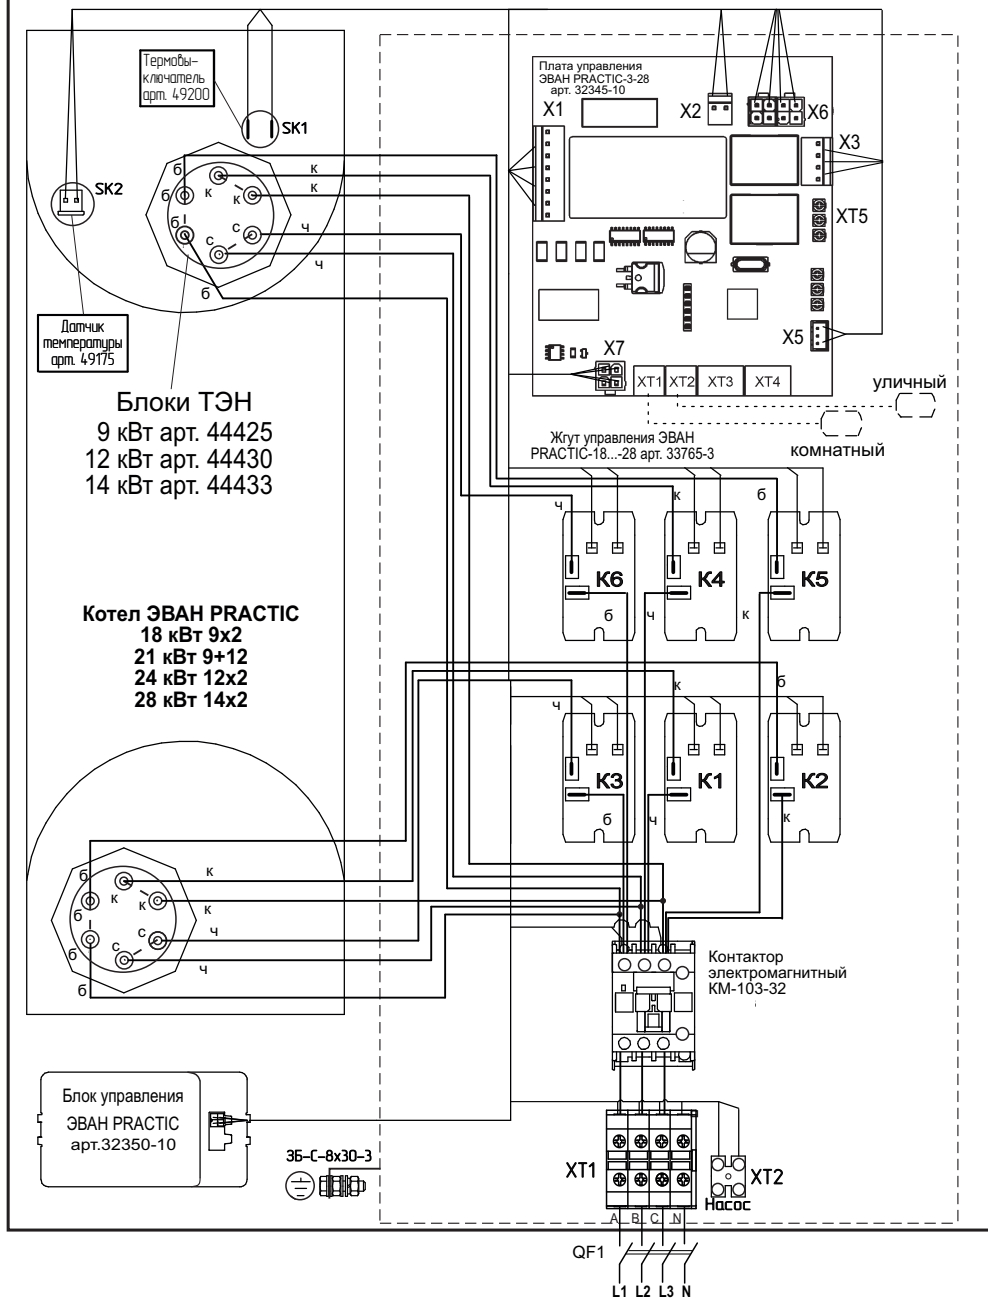 Термовы-
ключатель
арт. 49200
SK1
SK2
Датчик
температуры
арт. 49175
б
б
б
б
к
к
с
с
к
к
ч
ч
Блоки ТЭН
9 кВт арт. 44425
12 кВт арт. 44430
14 кВт арт. 44433
Плата управления
ЭВАН PRACTIC-3-28
арт. 32345-10
X1
X2
X6
X3
XT5
X5
X7
XT1
XT2
XT3
XT4
уличный
комнатный
Жгут управления ЭВАН
PRACTIC-18...-28 арт. 33765-3
ч
к
б
K6
K4
K5
б
ч
к
Котел ЭВАН PRACTIC
18 кВт 9х2
21 кВт 9+12
24 кВт 12х2
28 кВт 14х2
ч
к
б
K3
K1
K2
б
ч
к
б
б
б
б
к
к
с
с
к
к
ч
ч
Контактор
электромагнитный
КМ-103-32
Блок управления
ЭВАН PRACTIC
арт.32350-10
3Б-С-8х30-3
XT1
XT2
Насос
A B C N
QF1
L1 L2 L3 N